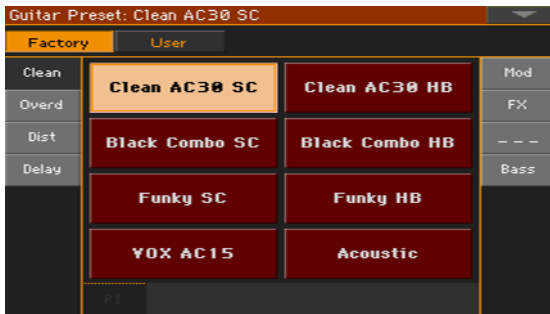 Guitar Preset: Clean AC30 SC
Factory User
Clean Clean AC30 SC Clean AC30 HB Mod
Overd FX
Dist Black Combo SC Black Combo HB - - -
Delay Bass
Funky SC Funky HB
VOX AC15 Acoustic
P1